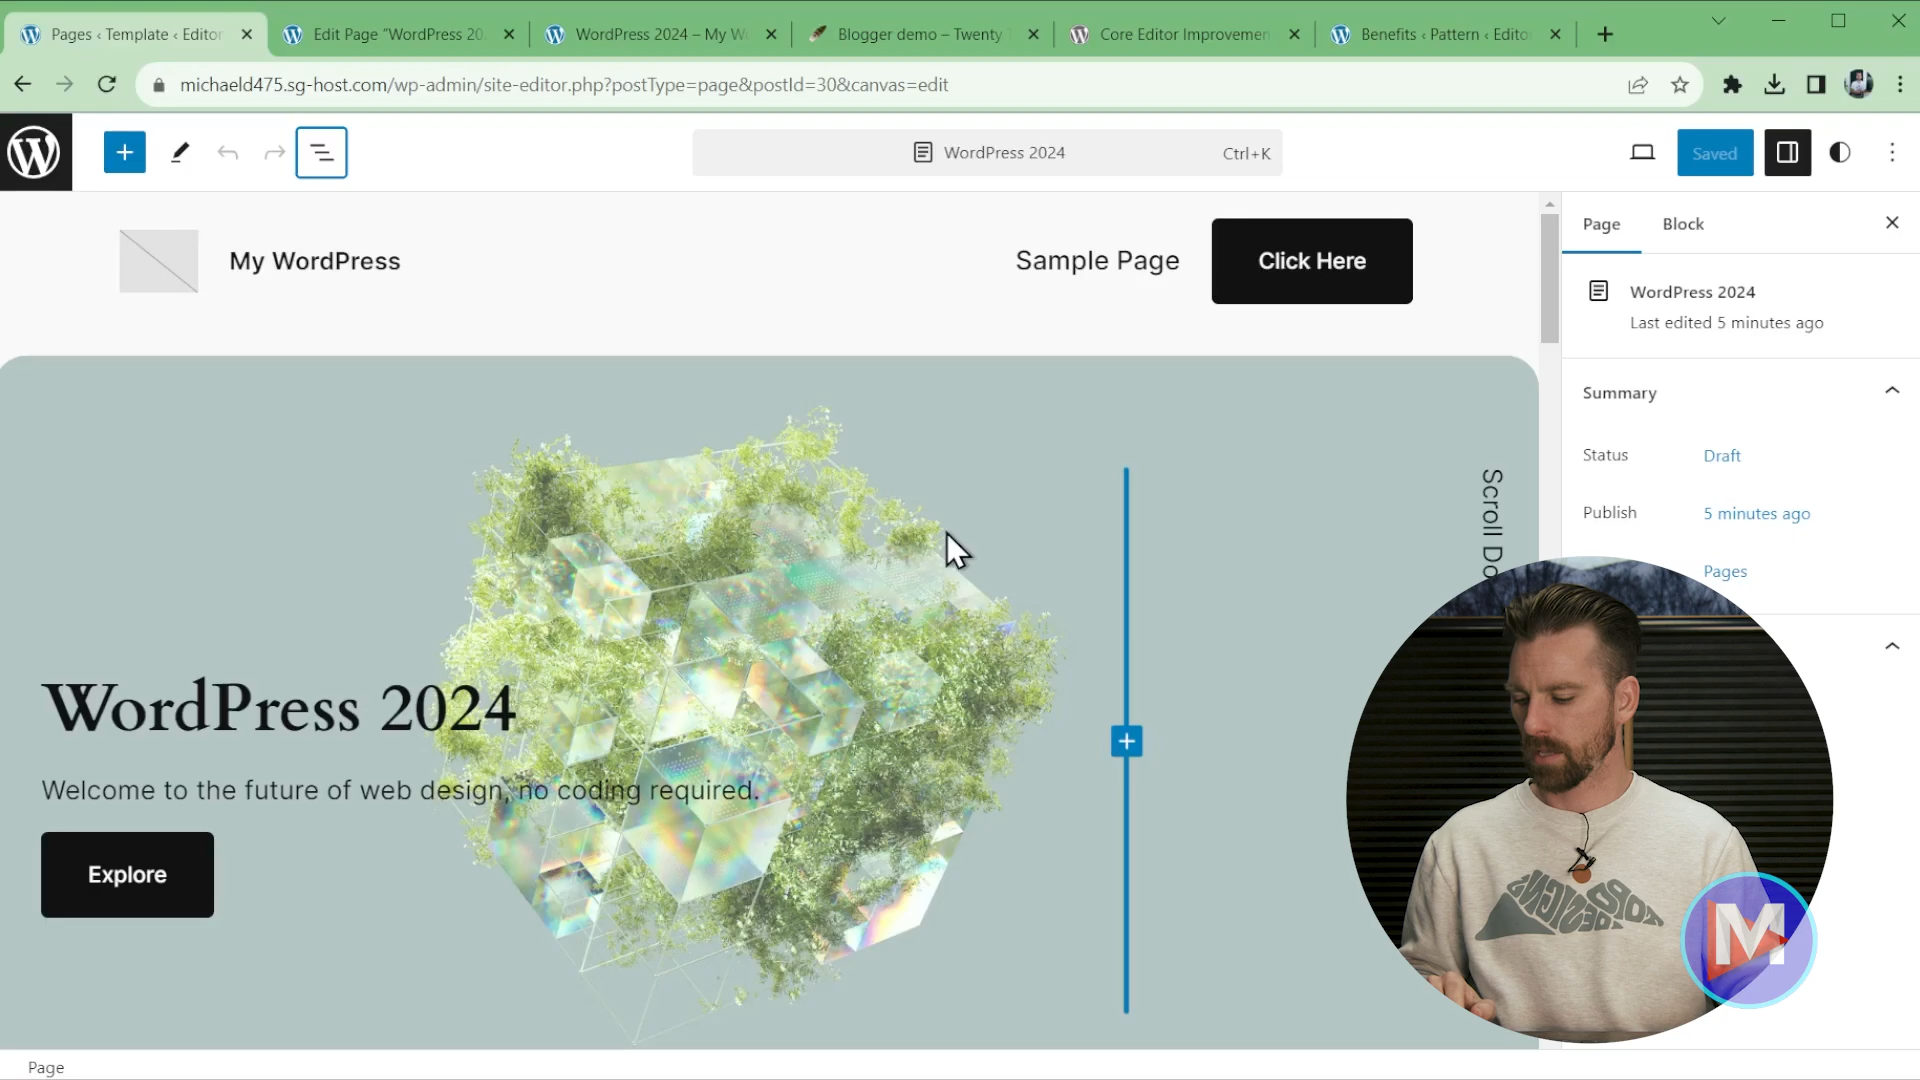 Pages ‹ Template ‹ Editor
Edit Page “WordPress 20
WordPress 2024 – My W
Blogger demo – Twenty
Core Editor Improvemen
Benefits ‹ Pattern ‹ Edito
michaeld475.sg-host.com/wp-admin/site-editor.php?postType=page&postId=30&canvas=edit
WordPress 2024
Ctrl+K
Saved
My WordPress
Sample Page
Click Here
Page
Block
WordPress 2024
Last edited 5 minutes ago
Summary
Status
Draft
Publish
5 minutes ago
Pages
Scroll Do
WordPress 2024
Welcome to the future of web design, no coding required.
Explore
M
Page